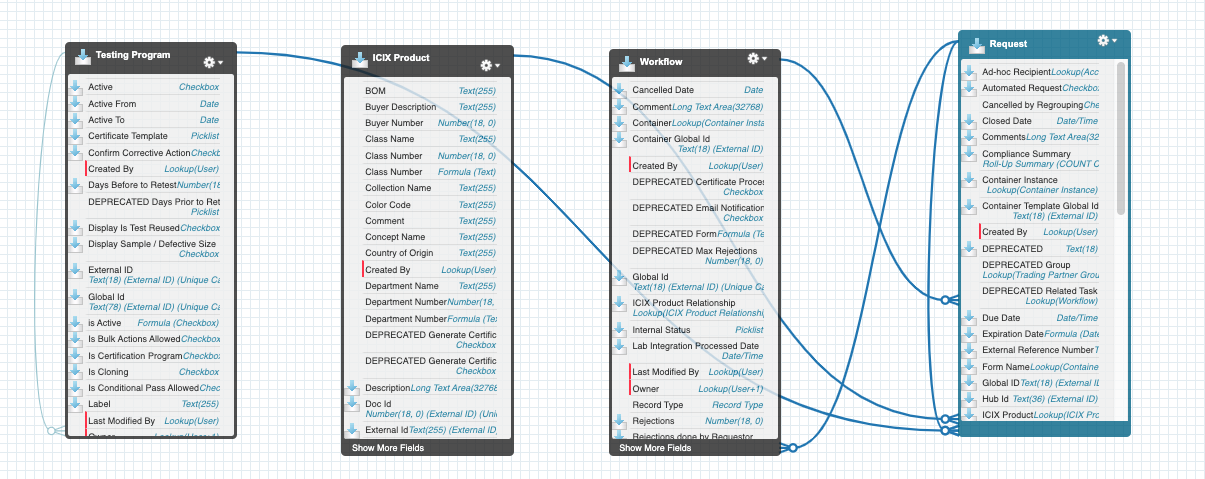 Testing Program
Active Checkbox
Active From Date
Active To Date
Certificate Template Picklist
Confirm Corrective Action Checkb
Created By Lookup(User)
Days Before to Retest Number(18
DEPRECATED Days Prior to Ret
Picklist
Display Is Test Reused Checkbox
Display Sample / Defective Size
Checkbox
External ID
Text(18) (External ID) (Unique Ca
Global Id
Text(78) (External ID) (Unique Ca
is Active Formula (Checkbox)
Is Bulk Actions Allowed Checkbox
Is Certification Program Checkbox
Is Cloning Checkbox
Is Conditional Pass Allowed Chec
Label Text(255)
Last Modified By Lookup(User)
Owner Lookup(User+1)
ICIX Product
BOM Text(255)
Buyer Description Text(255)
Buyer Number Number(18, 0)
Class Name Text(255)
Class Number Number(18, 0)
Class Number Formula (Text)
Collection Name Text(255)
Color Code Text(255)
Comment Text(255)
Concept Name Text(255)
Country of Origin Text(255)
Created By Lookup(User)
Department Name Text(255)
Department Number Number(18,
Department Number Formula (Te
DEPRECATED Generate Certific
Checkbox
DEPRECATED Generate Certific
Checkbox
Description Long Text Area(32768
Doc Id
Number(18, 0) (External ID) (Uni
External Id Text(255) (External ID)
Show More Fields
Workflow
Cancelled Date Date
Comment Long Text Area(32768)
Container Lookup(Container Insta
Container Global Id
Text(18) (External ID)
Created By Lookup(User)
DEPRECATED Certificate Proces
Checkbox
DEPRECATED Email Notification
Checkbox
DEPRECATED Form Formula (Te
DEPRECATED Max Rejections
Number(18, 0)
Global Id
Text(18) (External ID) (Unique Ca
ICIX Product Relationship
Lookup(ICIX Product Relationshi
Internal Status Picklist
Lab Integration Processed Date
Date/Time
Last Modified By Lookup(User)
Owner Lookup(User+1)
Record Type Record Type
Rejections Number(18, 0)
Rejections done by Requestor
Show More Fields
Request
Ad-hoc Recipient Lookup(Acc
Automated Request Checkbo
Cancelled by Regrouping Che
Closed Date Date/Time
Comments Long Text Area(32
Compliance Summary
Roll-Up Summary (COUNT C
Container Instance
Lookup(Container Instance)
Container Template Global Id
Text(18) (External ID)
Created By Lookup(User)
DEPRECATED Text(18)
DEPRECATED Group
Lookup(Trading Partner Grou
DEPRECATED Related Task
Lookup(Workflow)
Due Date Date/Time
Expiration Date Formula (Date
External Reference Number T
Form Name Lookup(Containe
Global ID Text(18) (External ID
Hub Id Text(36) (External ID)
ICIX Product Lookup(ICIX Prc